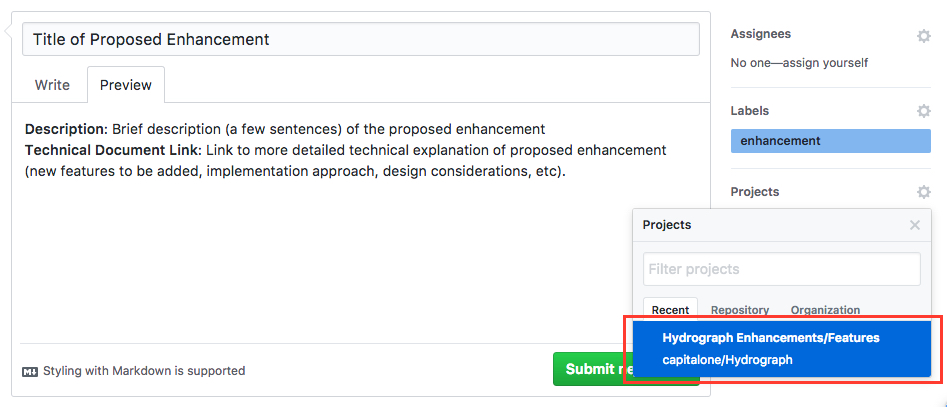 Title of Proposed Enhancement
Write
Preview
Description: Brief description (a few sentences) of the proposed enhancement
Technical Document Link: Link to more detailed technical explanation of proposed enhancement
(new features to be added, implementation approach, design considerations, etc).
Styling with Markdown is supported
Submit
Assignees
No one—assign yourself
Labels
enhancement
Projects
Projects
Filter projects
Recent
Repository
Organization
Hydrograph Enhancements/Features
capitalone/Hydrograph